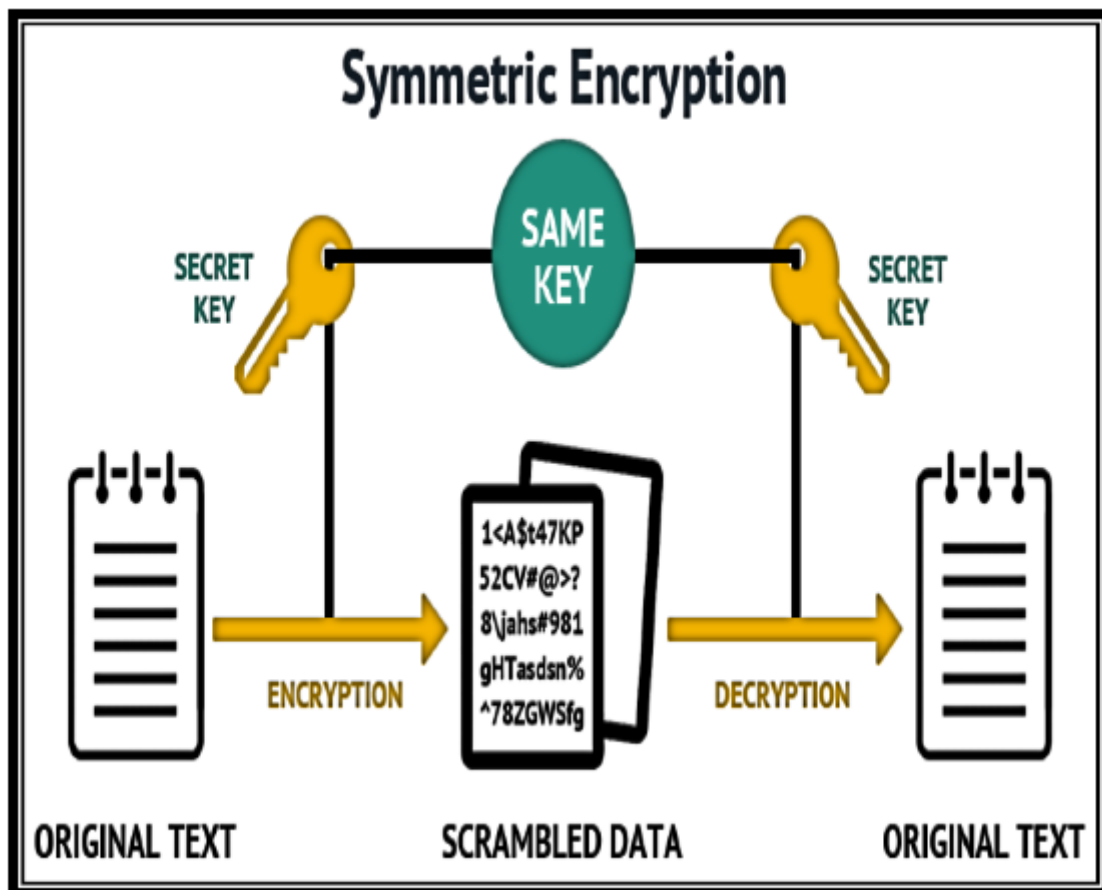 Symmetric Encryption
SAME
KEY
SECRET
KEY
SECRET
KEY
1<A$t47KP
52CV#@>?
8\jahs#981
gHTasdsn%
^78ZGWSfg
ENCRYPTION
DECRYPTION
ORIGINAL TEXT
SCRAMBLED DATA
ORIGINAL TEXT